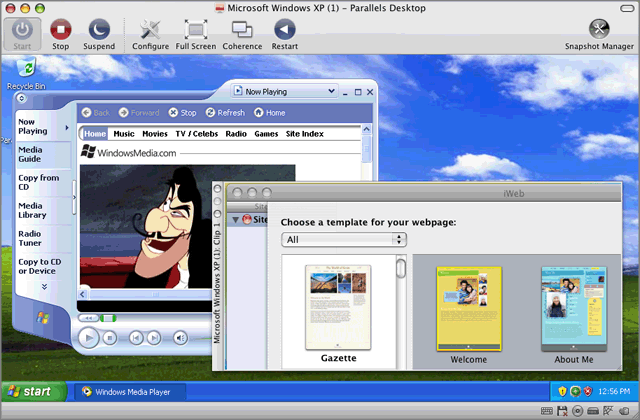 Microsoft Windows XP (1) – Parallels Desktop
Start Stop Suspend Configure Full Screen Coherence Restart Snapshot Manager
Recycle Bin
Now Playing
Back Forward Stop Refresh Home
Now Playing
Home Music Movies TV / Celebs Radio Games Site Index
Media Guide
WindowsMedia.com
Copy from CD
Media Library
Radio Tuner
Copy to CD or Device
Microsoft Windows XP (1): Clip 1
iWeb
Site
Choose a template for your webpage:
All
Gazette
Welcome
About Me
start
Windows Media Player
12:56 PM